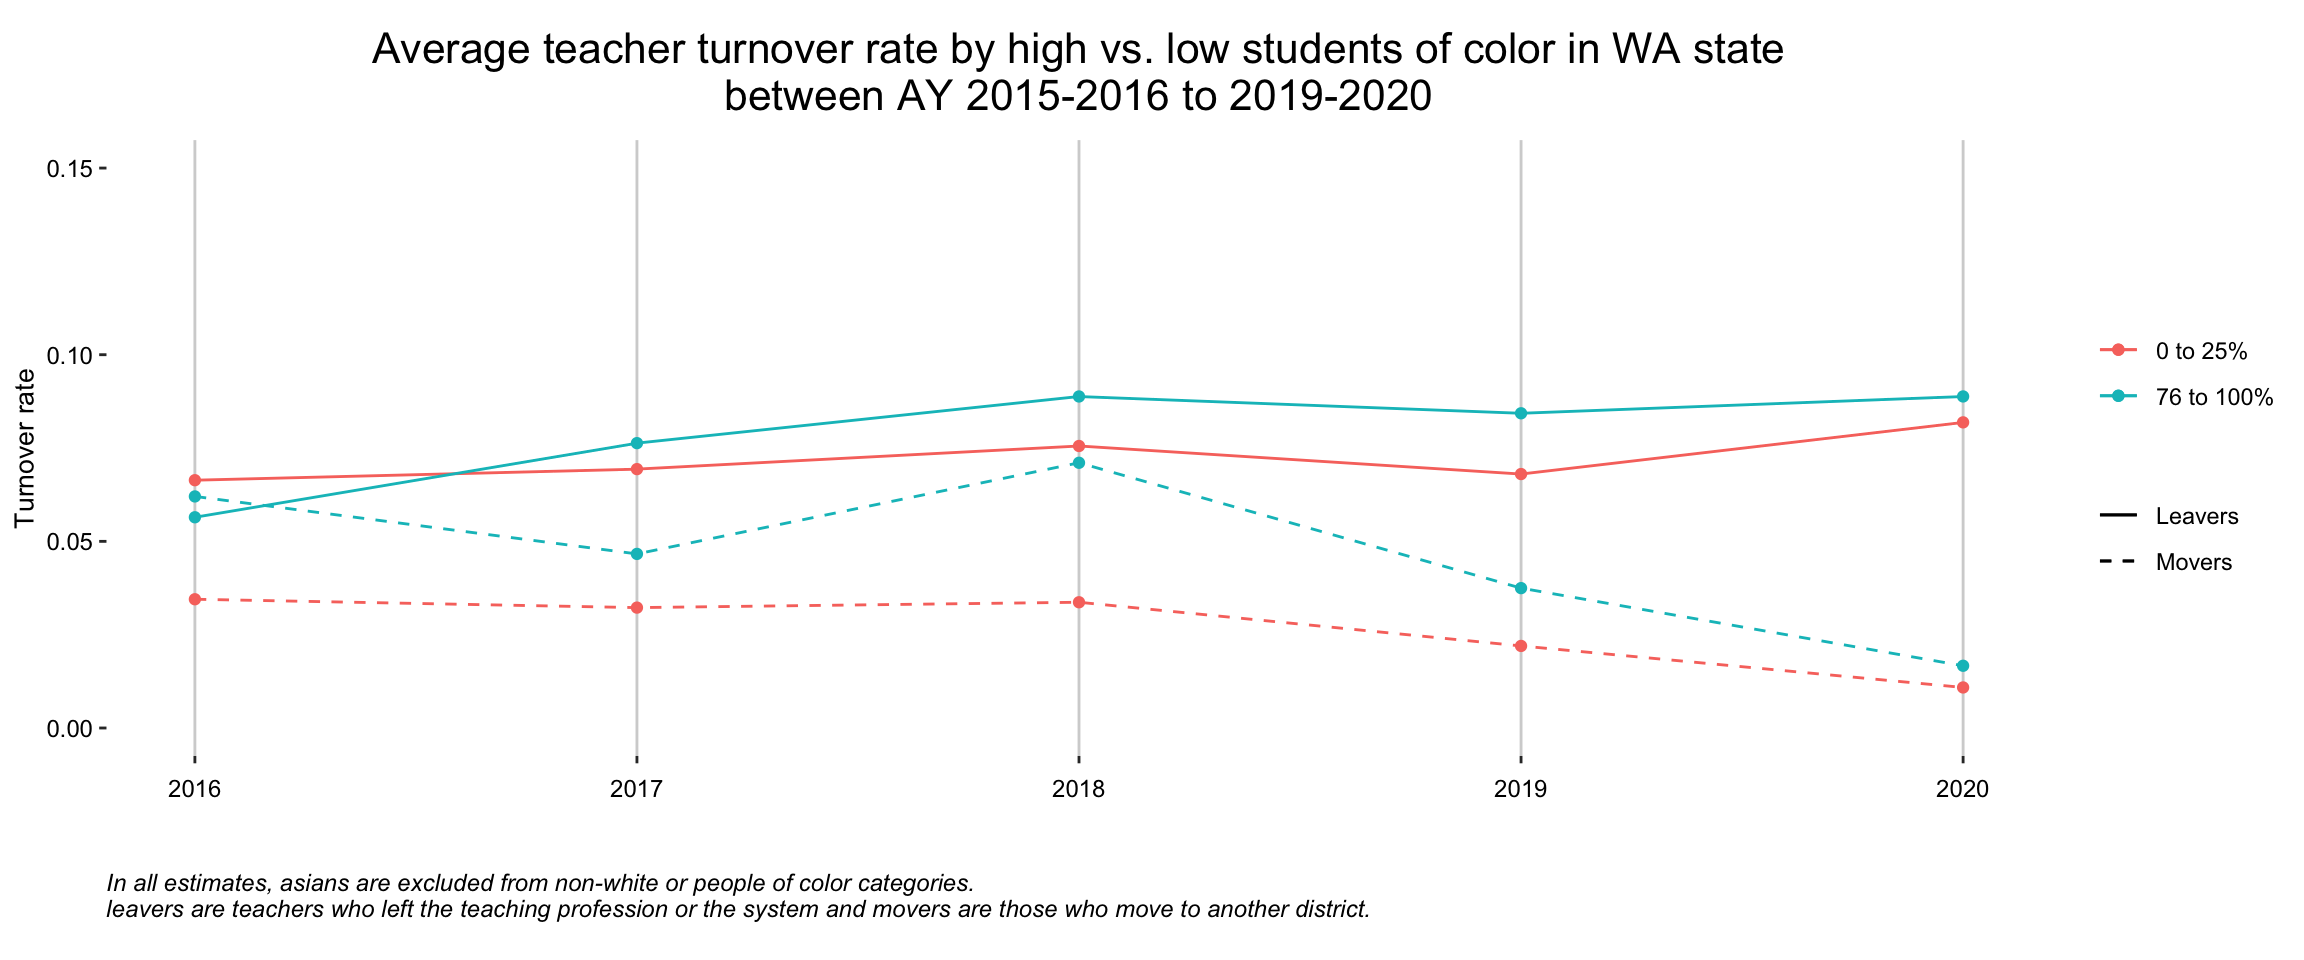 Average teacher turnover rate by high vs. low students of color in WA state
between AY 2015-2016 to 2019-2020
0.15
0.10
0.05
0.00
Turnover rate
2016
2017
2018
2019
2020
0 to 25%
76 to 100%
Leavers
Movers
In all estimates, asians are excluded from non-white or people of color categories.
leavers are teachers who left the teaching profession or the system and movers are those who move to another district.